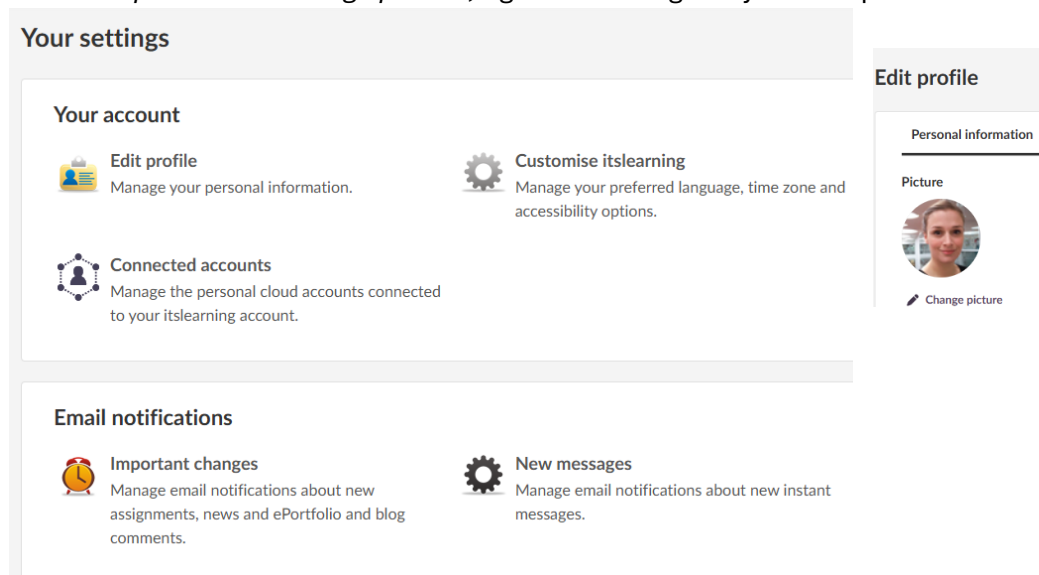 Your settings
Your account
Edit profile
Manage your personal information.
Customise itslearning
Manage your preferred language, time zone and
accessibility options.
Connected accounts
Manage the personal cloud accounts connected
to your itslearning account.
Email notifications
Important changes
Manage email notifications about new
assignments, news and ePortfolio and blog
comments.
New messages
Manage email notifications about new instant
messages.
Edit profile
Personal information
Picture
Change picture